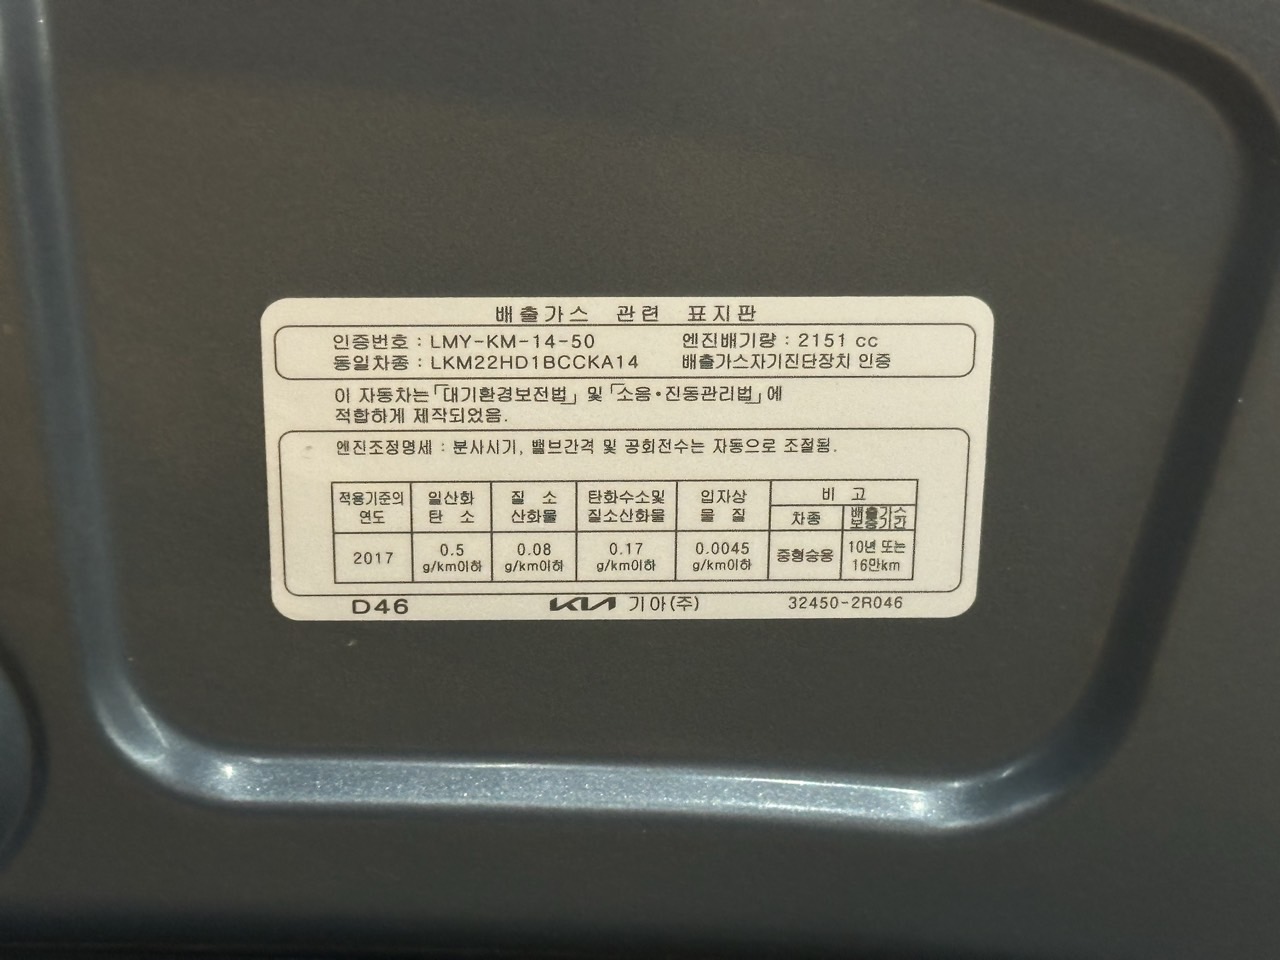 배출가스 관련 표지판
인증번호 : LMY-KM-14-50 엔진배기량 : 2151 cc
동일차종 : LKM22HD1BCCKA14 배출가스자기진단장치 인증
이 자동차는 「대기환경보전법」 및 「소음・진동관리법」에
적합하게 제작되었음.
엔진조정명세 : 분사시기, 밸브간격 및 공회전수는 자동으로 조절됨.
적용기준의 일산화 질 소 탄화수소및 입자상 비 고
연도 탄 소 산화물 질소산화물 물 질 차종 배출가스
보증기간
2017 0.5 0.08 0.17 0.0045 중형승용 10년 또는
g/km이하 g/km이하 g/km이하 g/km이하 16만km
D46 KIA 기아(주) 32450-2R046